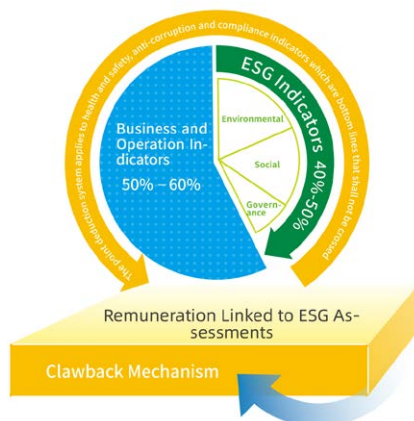 The point deduction system applies to health and safety, anti-corruption and compliance indicators which are bottom lines that shall not be crossed
ESG Indicators 40%-50%
Environmental
Business and
Operation In-
dicators
50% – 60%
Social
Govern-
ance
Remuneration Linked to ESG As-
sessments
Clawback Mechanism